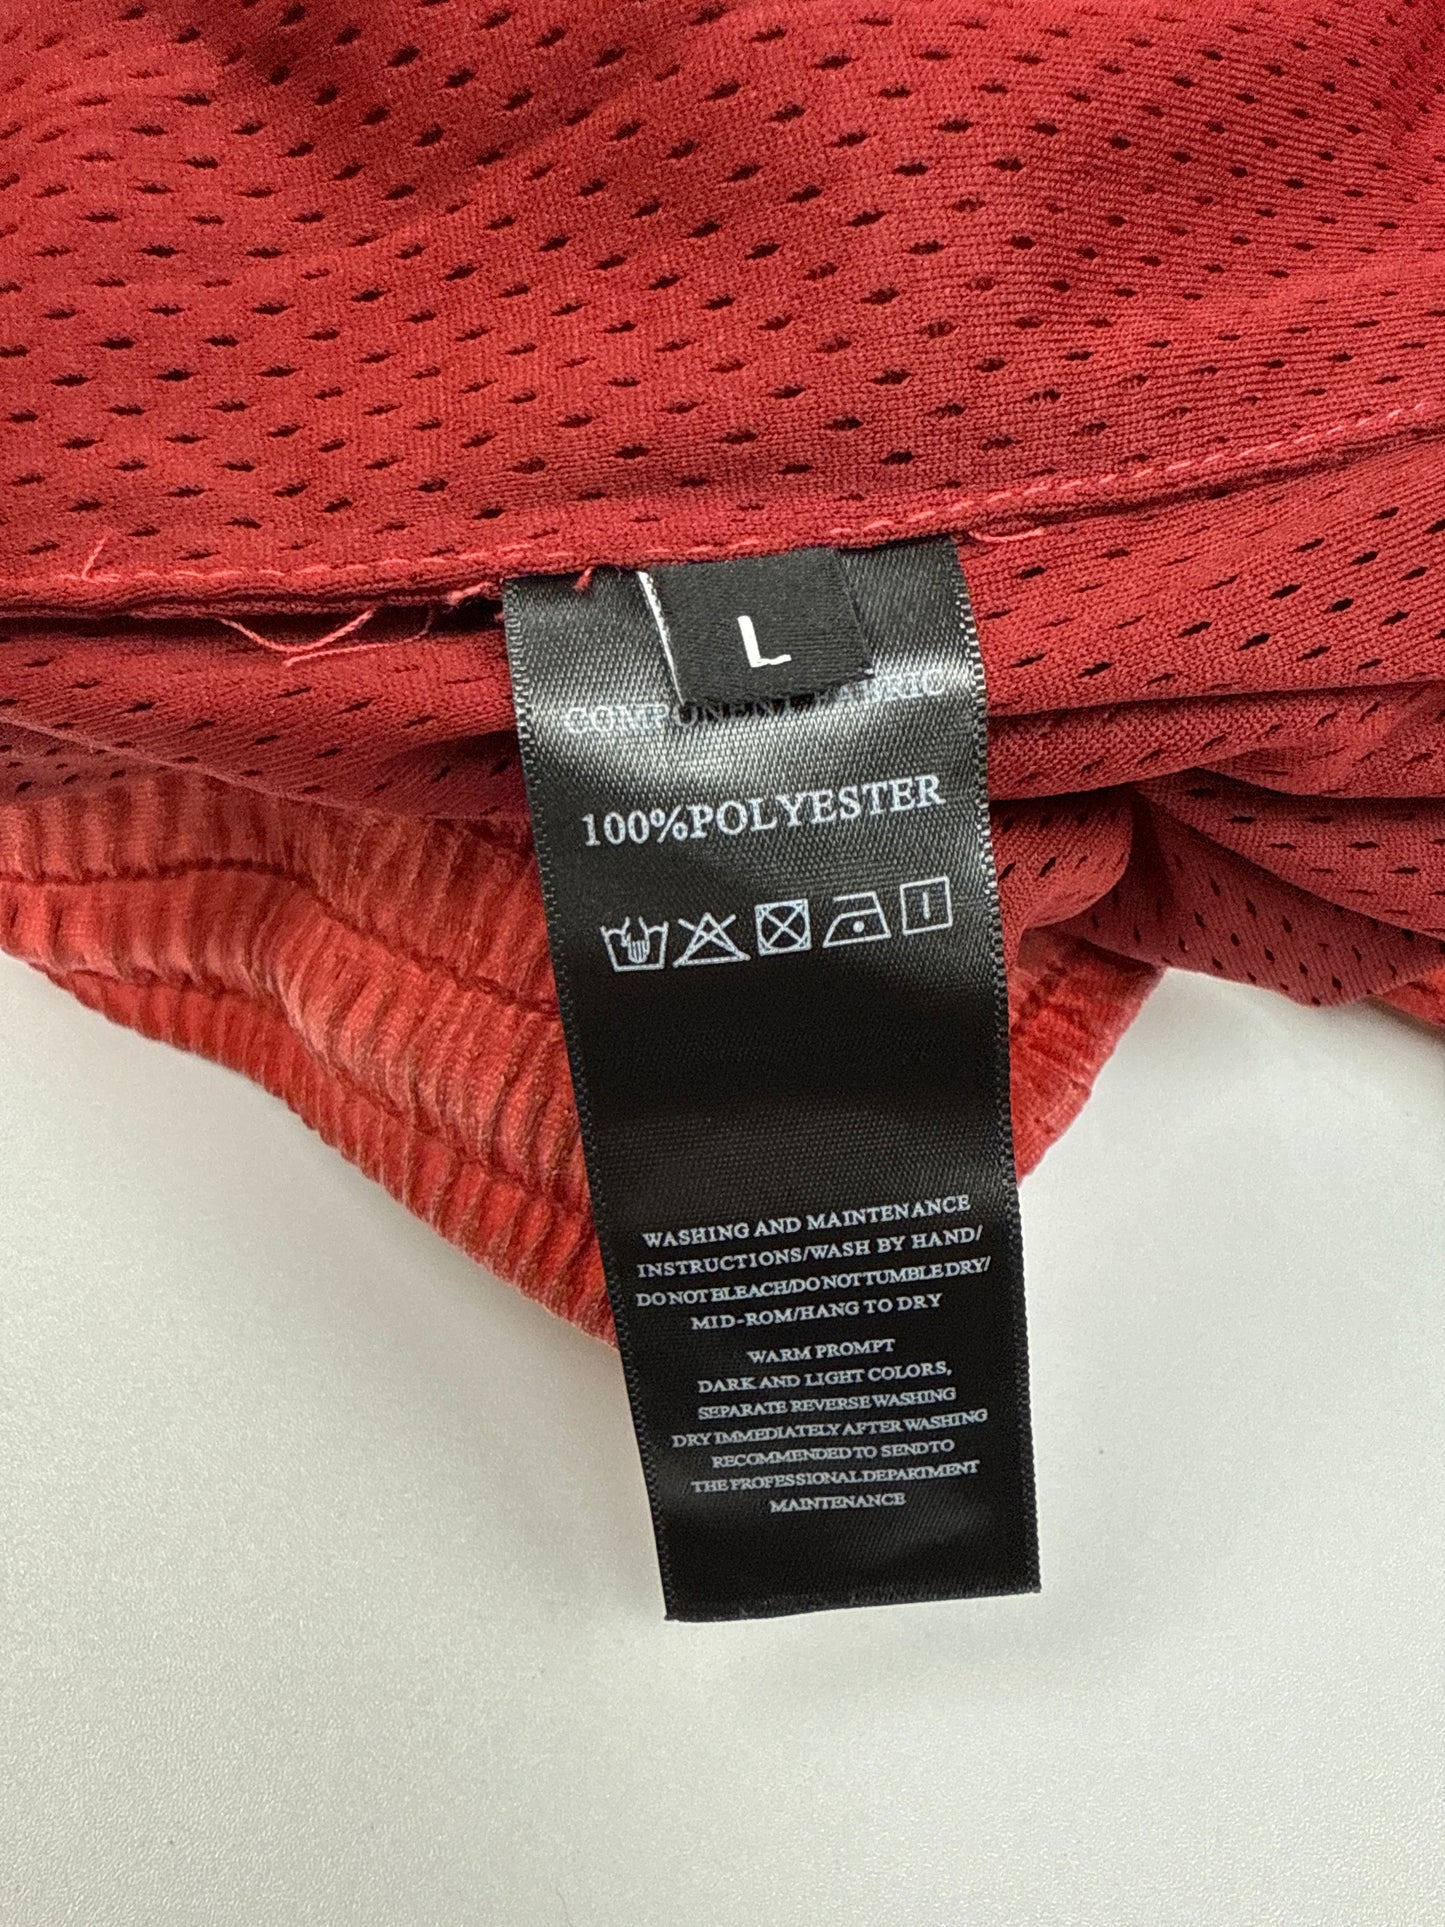 L
COMPONENT FABRIC
100%POLYESTER
WASHING AND MAINTENANCE
INSTRUCTIONS/WASH BY HAND/
DO NOT BLEACH/DO NOT TUMBLE DRY/
MID-ROM/HANG TO DRY
WARM PROMPT
DARK AND LIGHT COLORS,
SEPARATE REVERSE WASHING
DRY IMMEDIATELY AFTER WASHING
RECOMMENDED TO SEND TO
THE PROFESSIONAL DEPARTMENT
MAINTENANCE